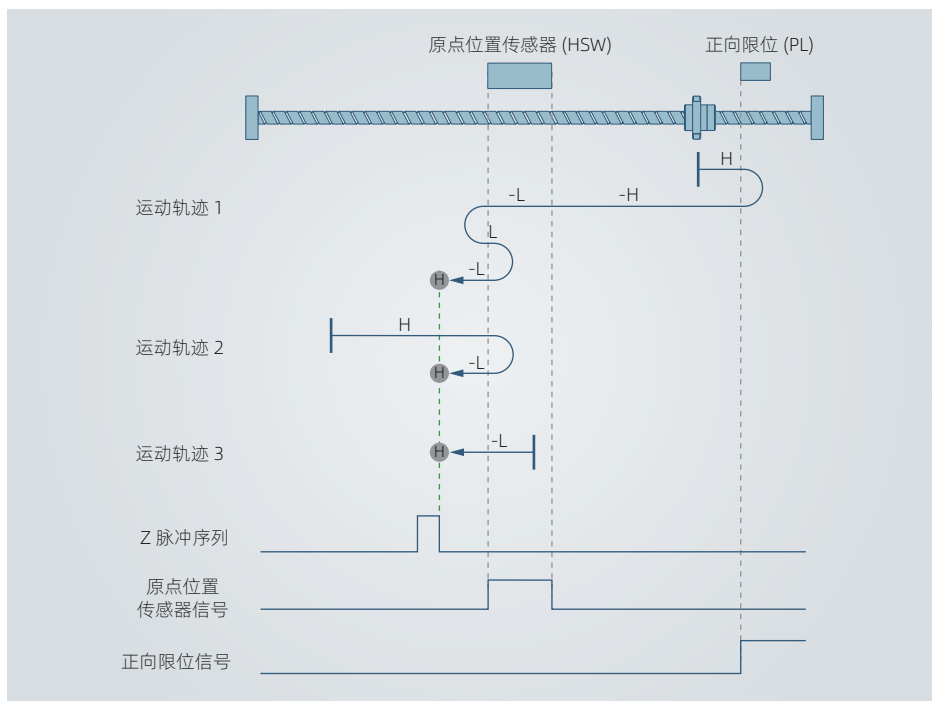 原点位置传感器 (HSW)
正向限位 (PL)
H
运动轨迹 1
-L
-H
L
-L
H
运动轨迹 2
H
-L
H
运动轨迹 3
-L
H
Z 脉冲序列
原点位置
传感器信号
正向限位信号